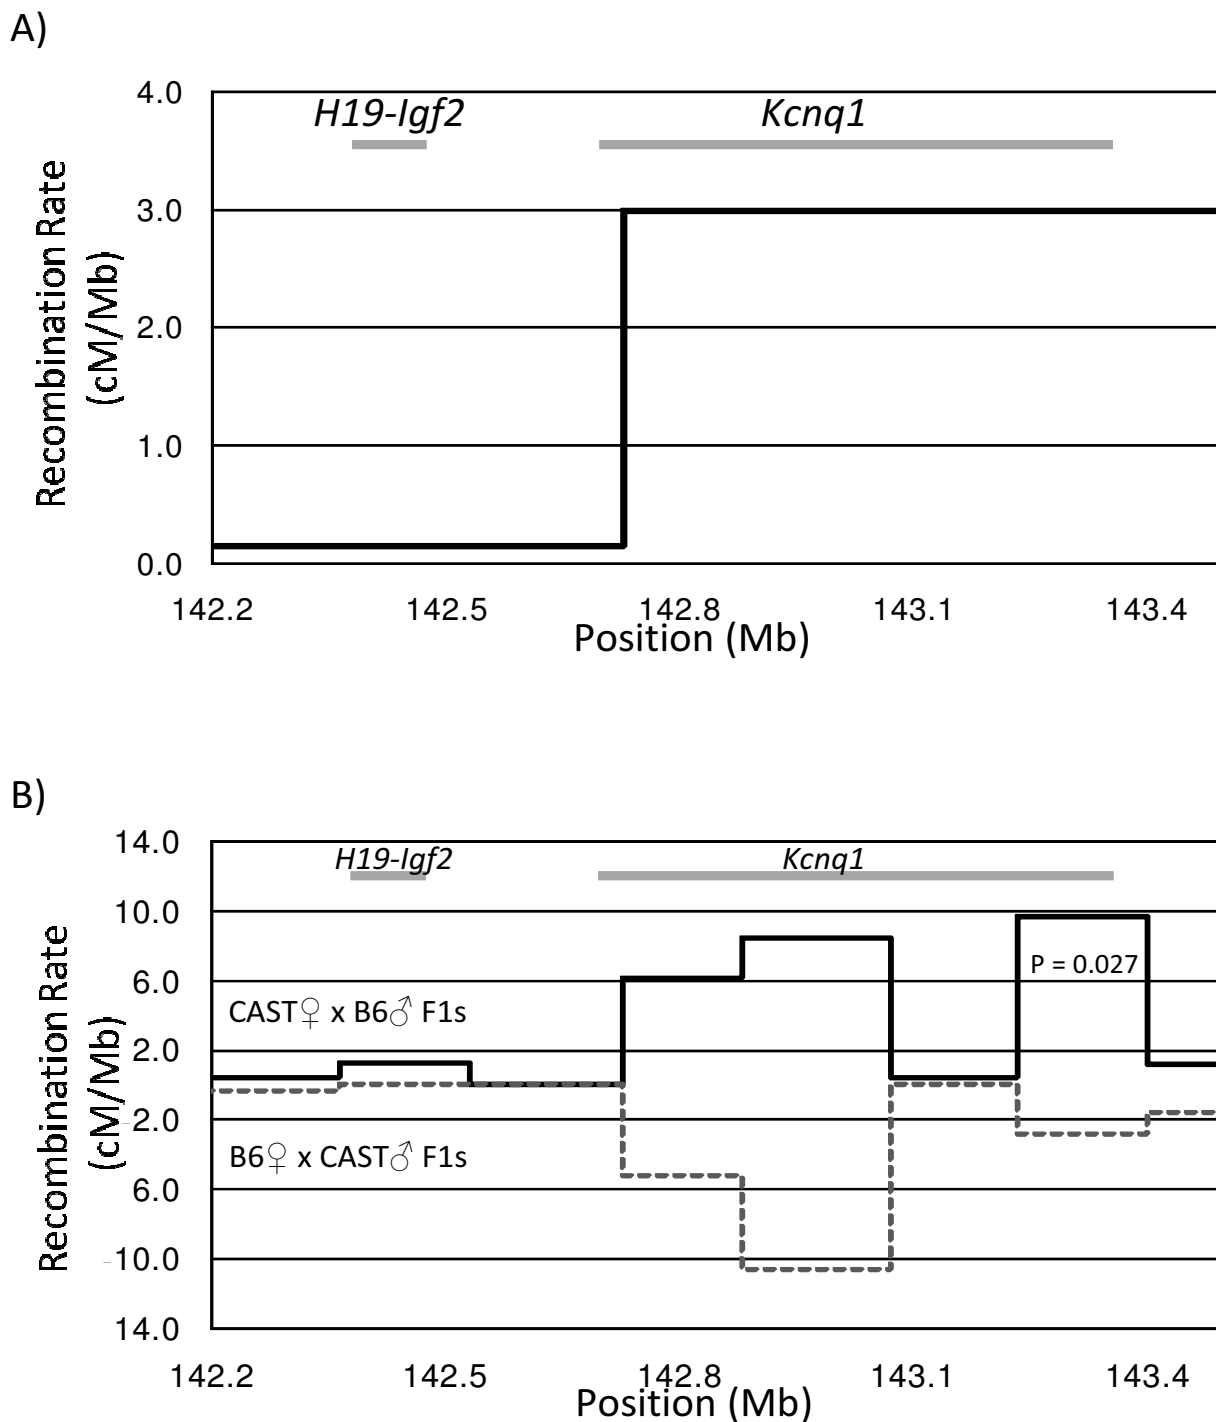 A)
4.0
H19-Igf2
Kcnq1
3.0
2.0
1.0
0.0
Recombination Rate
(cM/Mb)
142.2
142.5
142.8
143.1
143.4
Position (Mb)
B)
14.0
H19-Igf2
Kcnq1
10.0
P = 0.027
6.0
CAST♀ x B6♂ F1s
2.0
-2.0
B6♀ x CAST♂ F1s
6.0
-10.0
14.0
Recombination Rate
(cM/Mb)
142.2
142.5
142.8
143.1
143.4
Position (Mb)